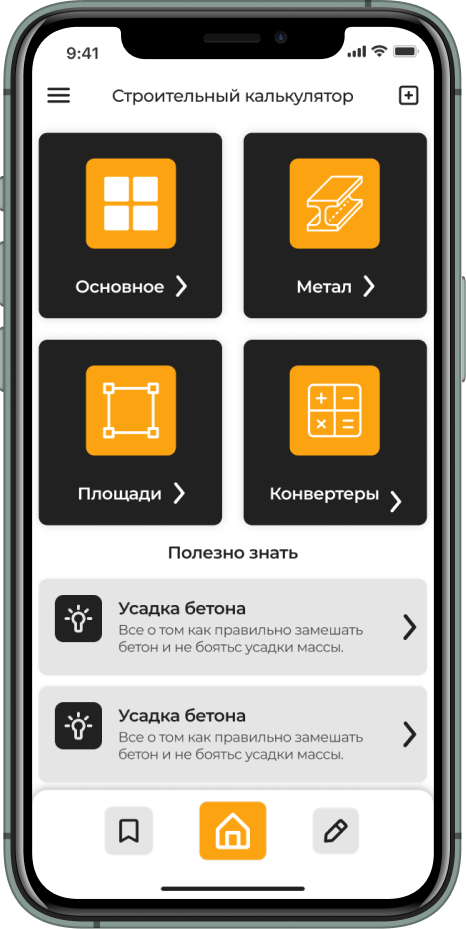 9:41
Строительный калькулятор
Основное
Метал
Площади
Конвертеры
Полезно знать
Усадка бетона
Все о том как правильно замешать
бетон и не боятьс усадки массы.
Усадка бетона
Все о том как правильно замешать
бетон и не боятьс усадки массы.